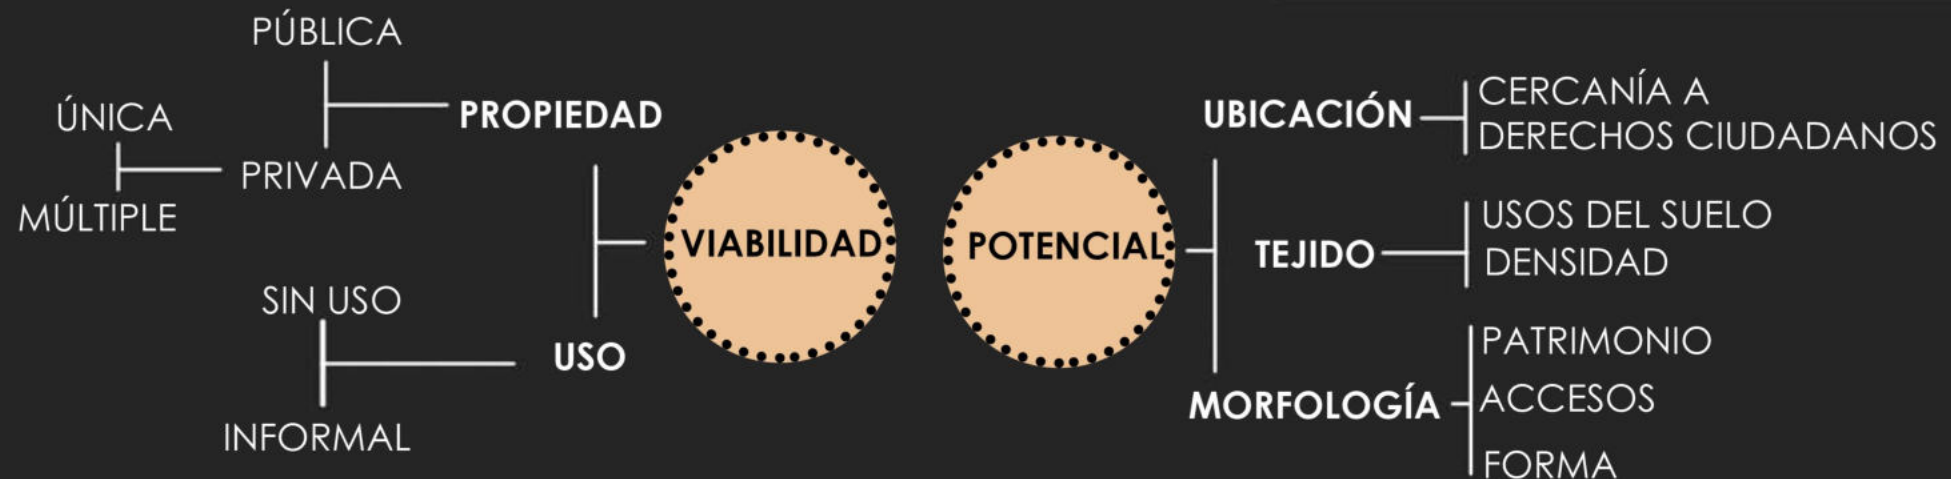 PÚBLICA
ÚNICA
PROPIEDAD
PRIVADA
MÚLTIPLE
VIABILIDAD
SIN USO
USO
INFORMAL
POTENCIAL
UBICACIÓN
CERCANÍA A
DERECHOS CIUDADANOS
TEJIDO
USOS DEL SUELO
DENSIDAD
MORFOLOGÍA
PATRIMONIO
ACCESOS
FORMA